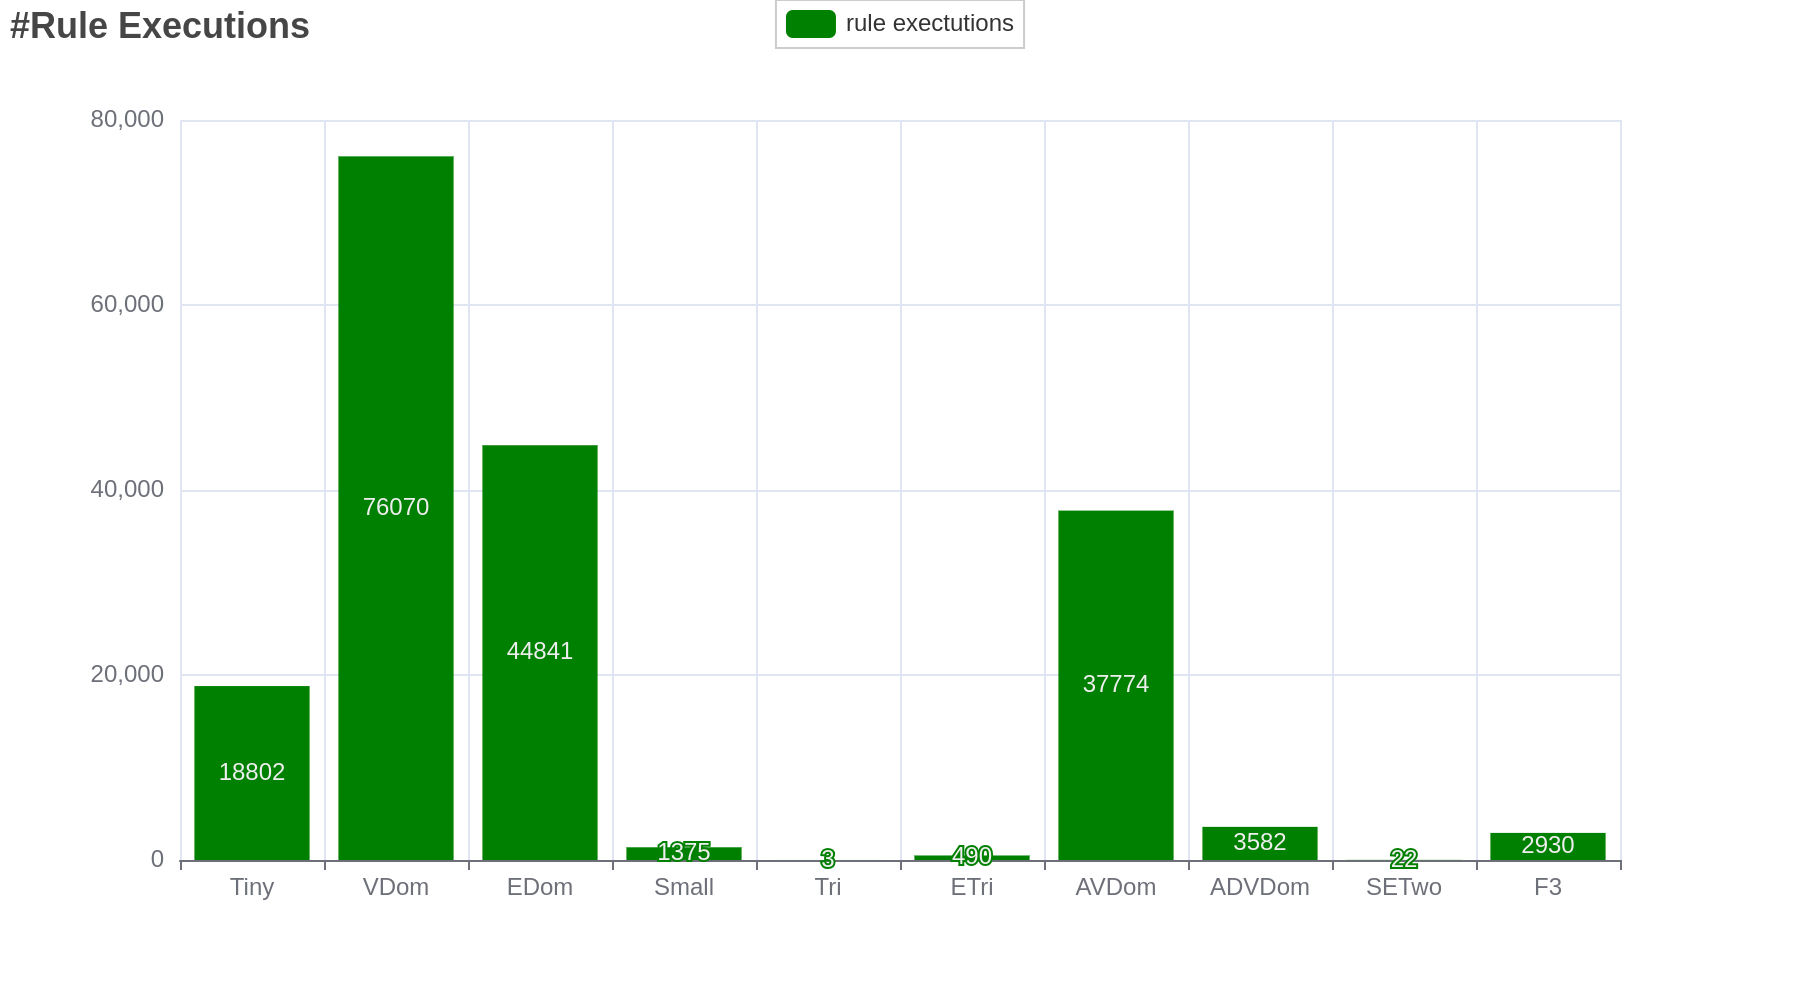 #Rule Executions
rule exectutions
80,000
60,000
40,000
20,000
0
18802
76070
44841
1375
3
490
37774
3582
22
2930
Tiny
VDom
EDom
Small
Tri
ETri
AVDom
ADVDom
SETwo
F3